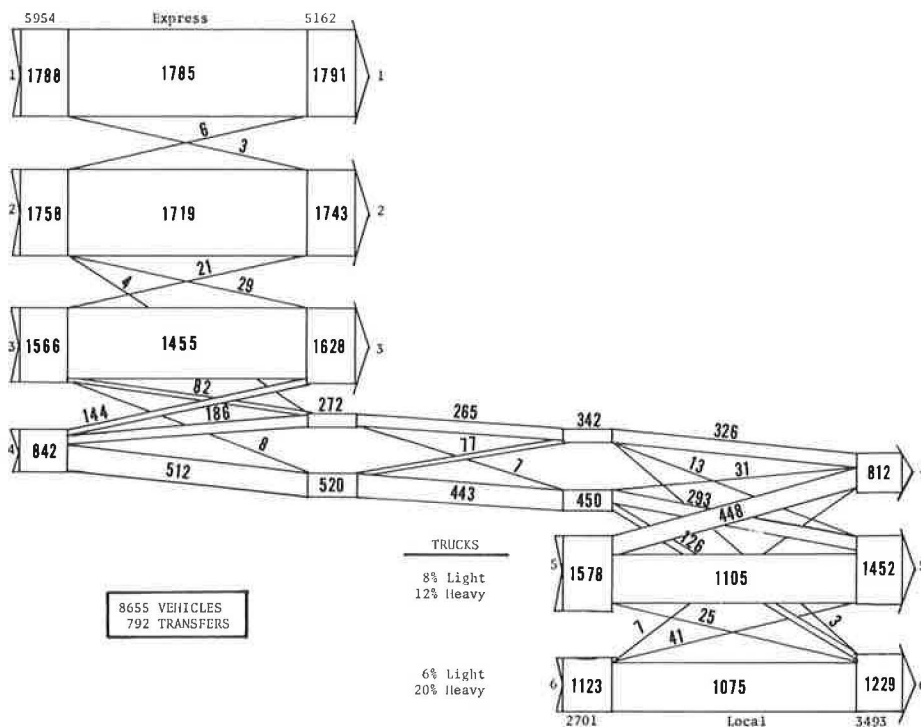 5954 Express 5162
1 1788 1785 1791 1
6
3
2 1758 1719 1743 2
21
4 29
3 1566 1455 1628 3
82
144 186 272 265 342 326
4 842 8 77 7 13 31 812
512 520 443 450 293
448
126
TRUCKS
8% Light
12% Heavy
5 1578 1105 1452 5
8655 VEHICLES
792 TRANSFERS
7 25 3
41
6% Light
20% Heavy
6 1123 1075 1229 6
2701 Local 3493